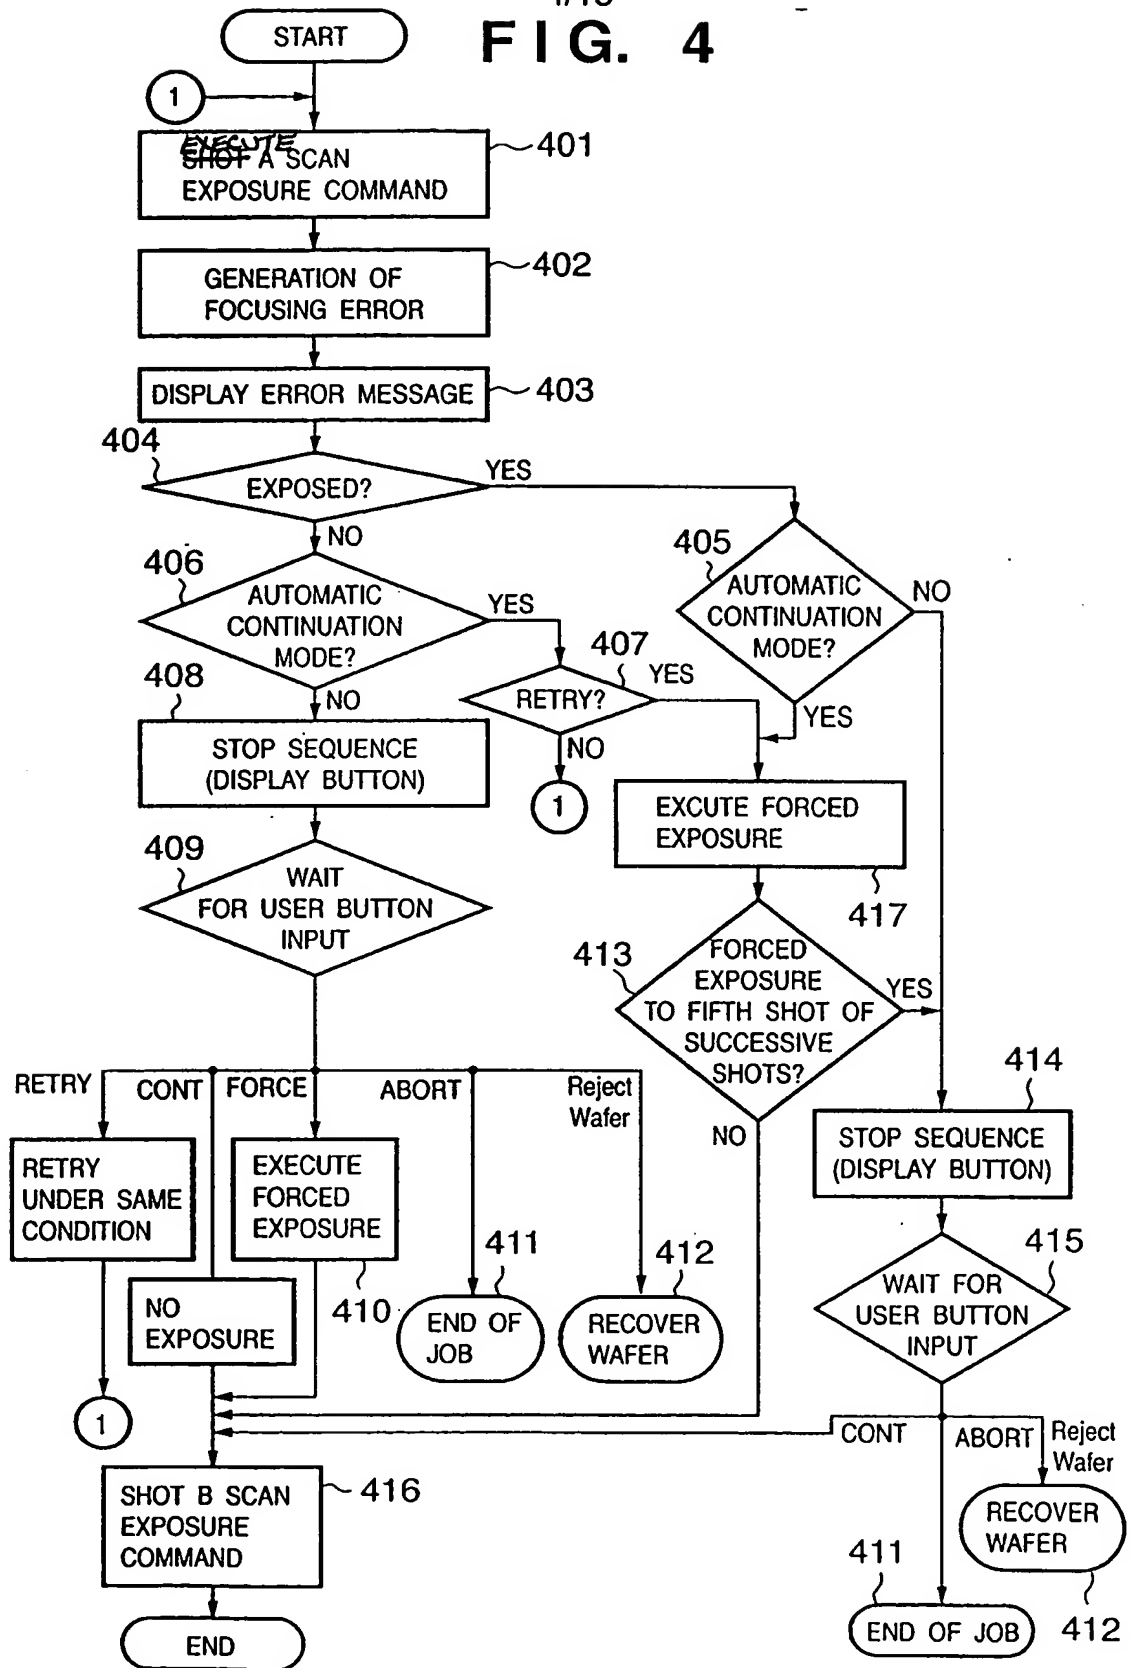 START
FIG. 4
1
EXECUTE
SHOT A SCAN
EXPOSURE COMMAND
401
GENERATION OF
FOCUSING ERROR
402
DISPLAY ERROR MESSAGE
403
404
EXPOSED?
YES
NO
405
AUTOMATIC
CONTINUATION
MODE?
NO
YES
406
AUTOMATIC
CONTINUATION
MODE?
YES
NO
407
RETRY?
YES
NO
1
408
STOP SEQUENCE
(DISPLAY BUTTON)
EXCUTE FORCED
EXPOSURE
417
409
WAIT
FOR USER BUTTON
INPUT
413
FORCED
EXPOSURE
TO FIFTH SHOT OF
SUCCESSIVE
SHOTS?
YES
NO
414
STOP SEQUENCE
(DISPLAY BUTTON)
RETRY
CONT
FORCE
ABORT
Reject
Wafer
RETRY
UNDER SAME
CONDITION
EXECUTE
FORCED
EXPOSURE
410
NO
EXPOSURE
411
END OF
JOB
412
RECOVER
WAFER
415
WAIT FOR
USER BUTTON
INPUT
1
CONT
ABORT
Reject
Wafer
SHOT B SCAN
EXPOSURE
COMMAND
416
RECOVER
WAFER
412
411
END OF JOB
END